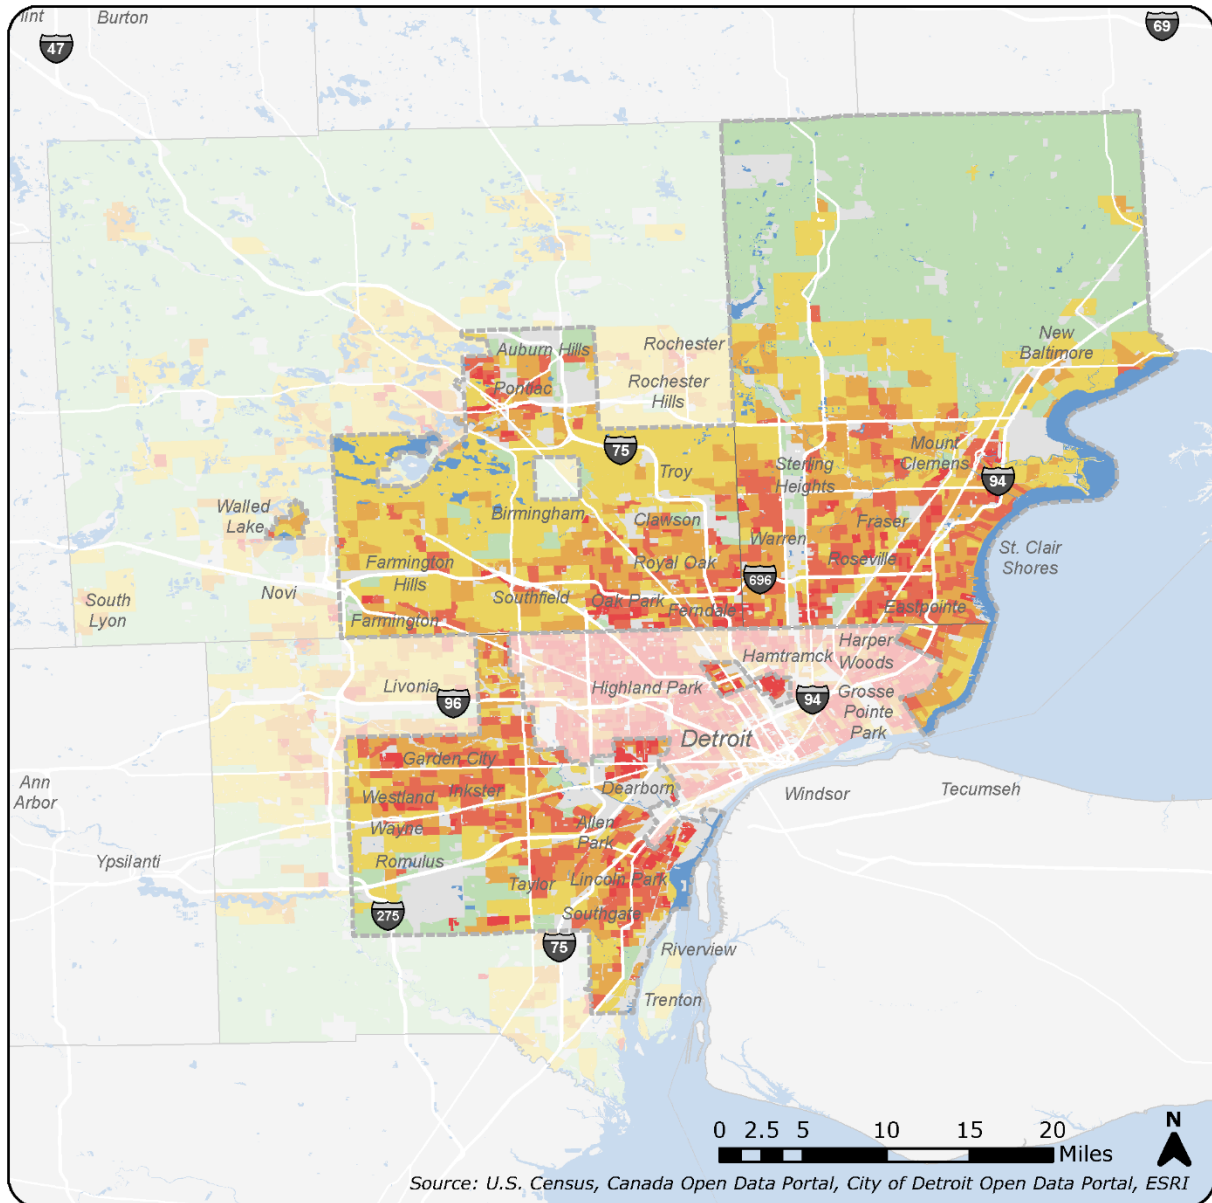 Burton
47
69
New
Baltimore
Auburn Hills
Rochester
Pontiac
Rochester
Hills
75
Troy
Mount
Clemens
Sterling
Heights
94
Walled
Lake
Birmingham
Clawson
Fraser
Warren
Roseville
St. Clair
Shores
Farmington
Hills
Royal Oak
696
Novi
South
Lyon
Southfield
Oak Park
Ferndale
Eastpointe
Farmington
Harper
Woods
Hamtramck
Livonia
Highland Park
96
94
Grosse
Pointe
Park
Detroit
Garden City
Ann
Arbor
Westland
Inkster
Dearborn
Windsor
Tecumseh
Wayne
Allen
Park
Ypsilanti
Romulus
Taylor
Lincoln Park
275
Southgate
75
Riverview
Trenton
0 2.5 5 10 15 20
Miles
N
Source: U.S. Census, Canada Open Data Portal, City of Detroit Open Data Portal, ESRI